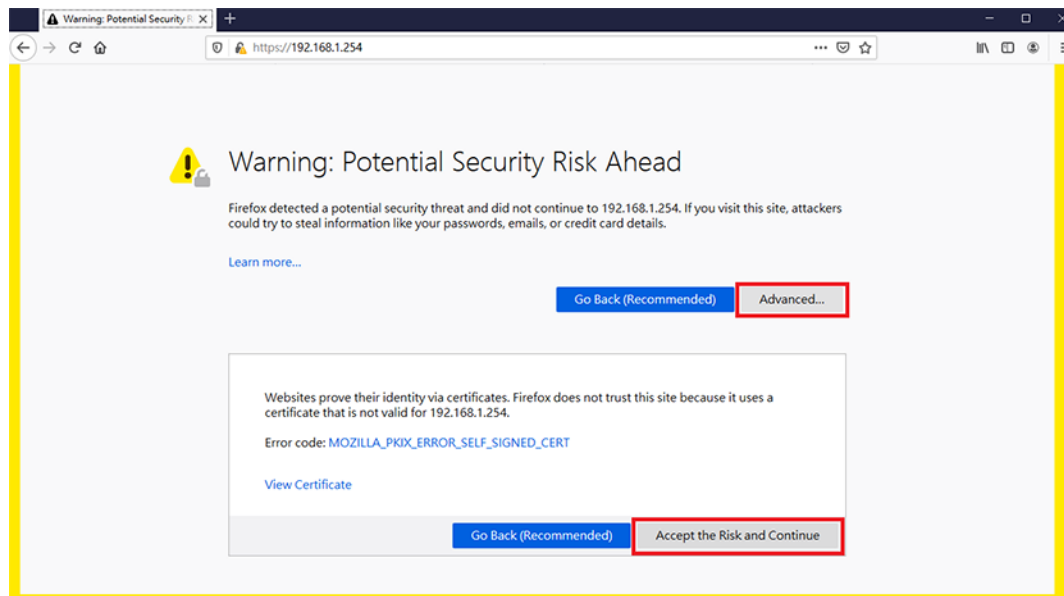 Warning: Potential Security R
https://192.168.1.254
Warning: Potential Security Risk Ahead
Firefox detected a potential security threat and did not continue to 192.168.1.254. If you visit this site, attackers
could try to steal information like your passwords, emails, or credit card details.
Learn more...
Go Back (Recommended) Advanced...
Websites prove their identity via certificates. Firefox does not trust this site because it uses a
certificate that is not valid for 192.168.1.254.
Error code: MOZILLA_PKIX_ERROR_SELF_SIGNED_CERT
View Certificate
Go Back (Recommended) Accept the Risk and Continue